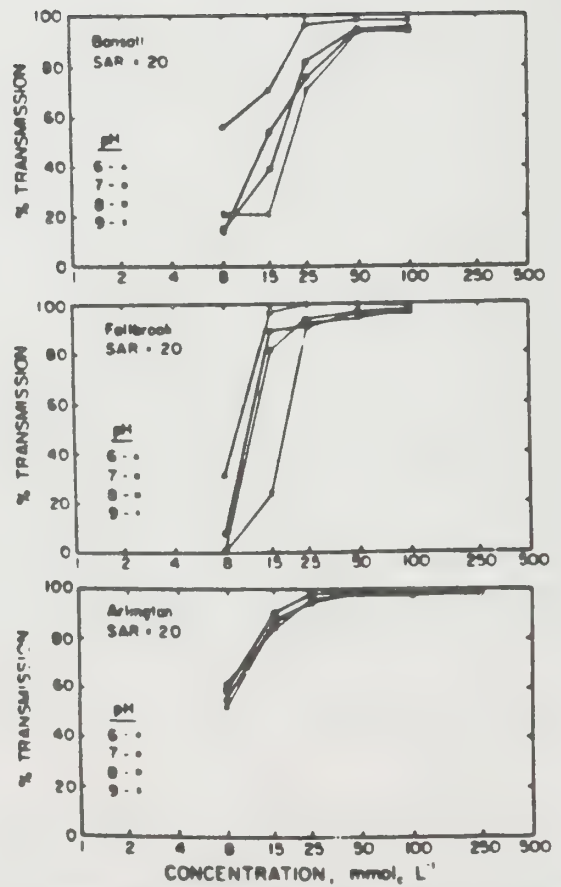 % TRANSMISSION
100
80
60
40
20
0
Bonsall
SAR = 20
pH
6 -
7 -
8 -
9 -
1 2 4 8 15 25 50 100 250 500
% TRANSMISSION
100
80
60
40
20
0
Fallbrook
SAR = 20
pH
6 -
7 -
8 -
9 -
1 2 4 8 15 25 50 100 250 500
% TRANSMISSION
100
80
60
40
20
0
Arlington
SAR = 20
pH
6 -
7 -
8 -
9 -
1 2 4 8 15 25 50 100 250 500
CONCENTRATION, mmolc L⁻¹